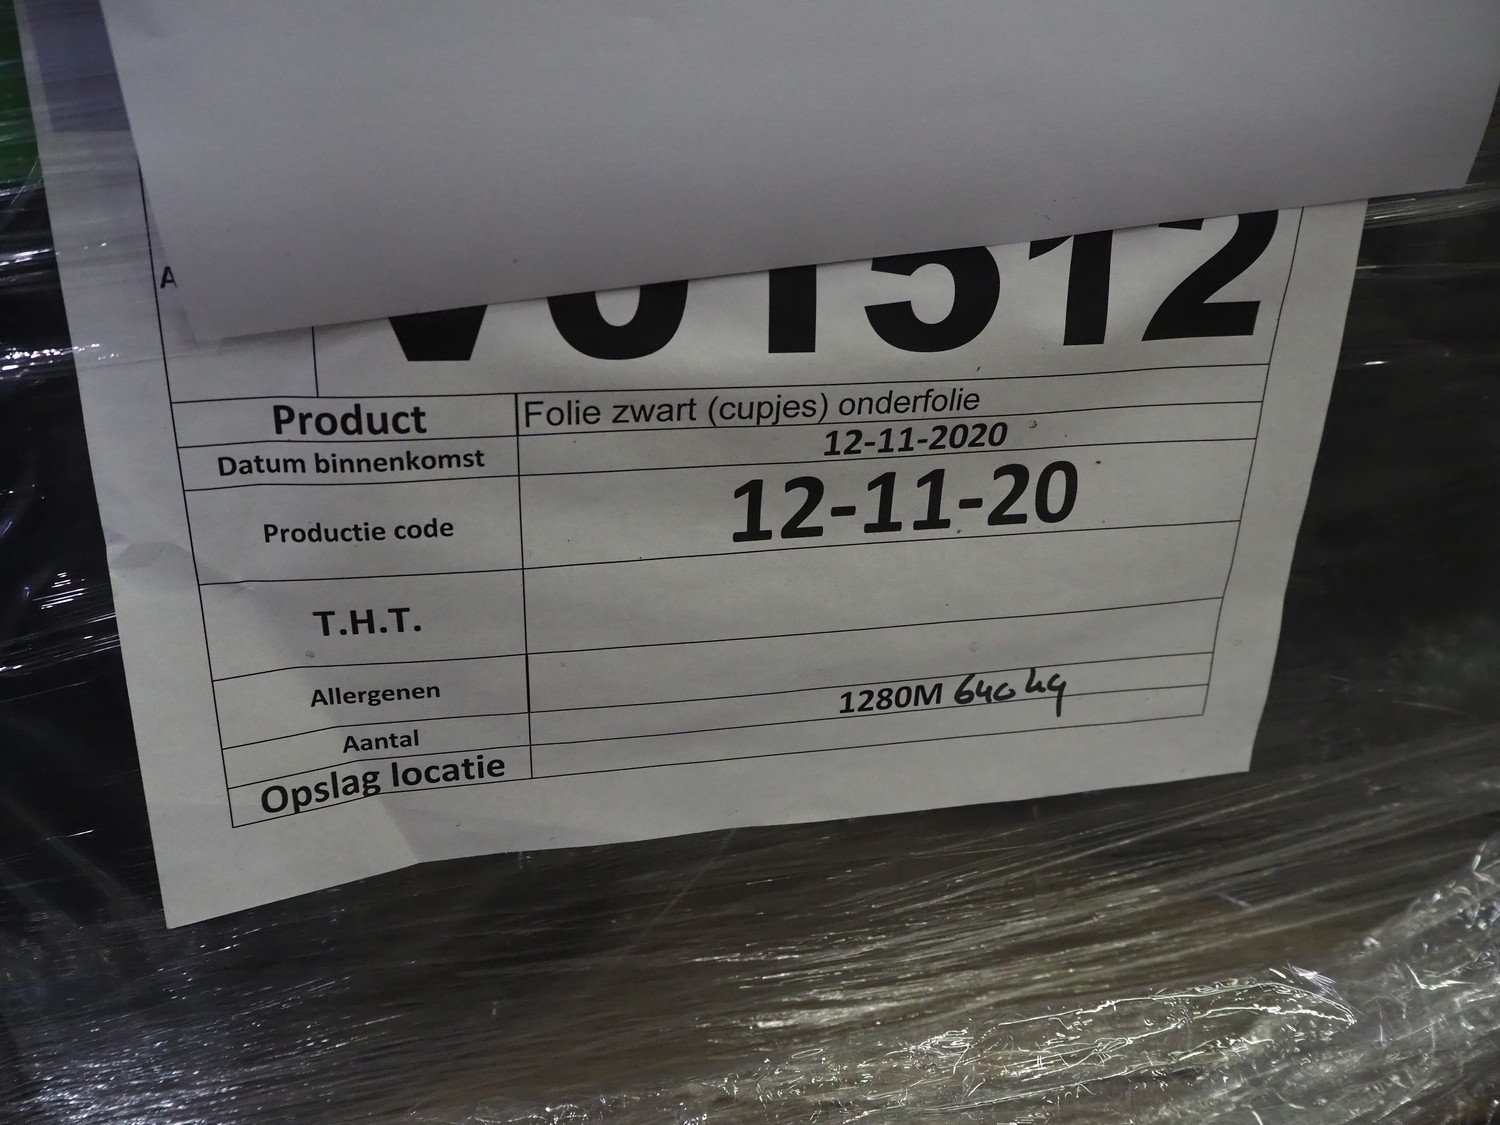 A
V01512
Product Folie zwart (cupjes) onderfolie
Datum binnenkomst 12-11-2020
Productie code 12-11-20
T.H.T.
Allergenen
Aantal 1280M 640 kg
Opslag locatie